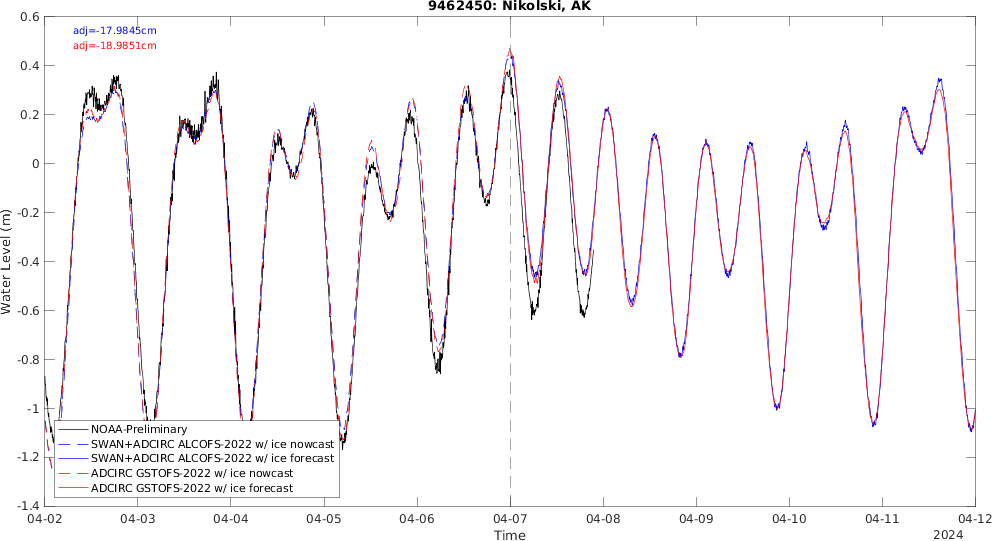 9462450: Nikolski, AK
adj=-17.9845cm
adj=-18.9851cm
0.6
0.4
0.2
0
-0.2
-0.4
-0.6
-0.8
-1
-1.2
-1.4
Water Level (m)
NOAA-Preliminary
SWAN+ADCIRC ALCOFS-2022 w/ ice nowcast
SWAN+ADCIRC ALCOFS-2022 w/ ice forecast
ADCIRC GSTOFS-2022 w/ ice nowcast
ADCIRC GSTOFS-2022 w/ ice forecast
04-02 04-03 04-04 04-05 04-06 04-07 04-08 04-09 04-10 04-11 04-12
Time
2024